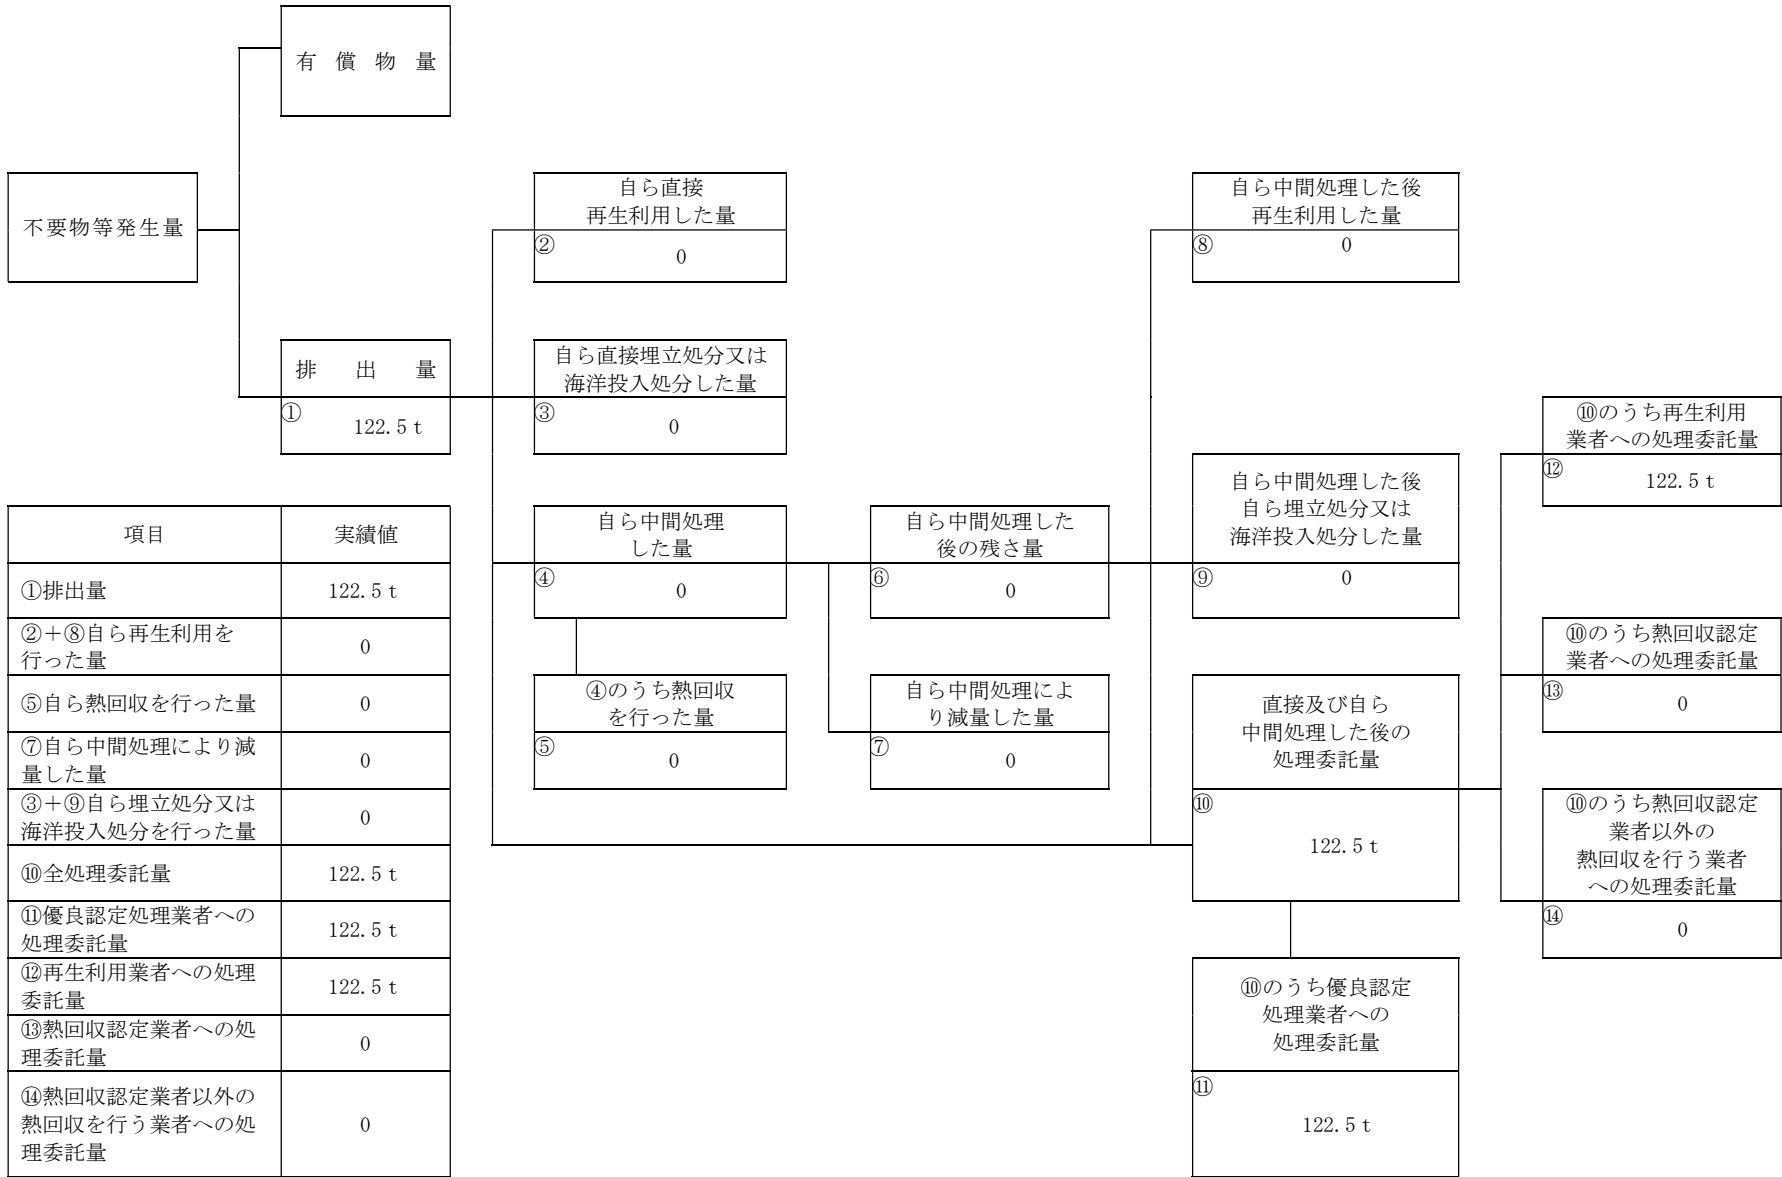 有　償　物　量
不要物等発生量
自ら直接
再生利用した量
②
0
自ら中間処理した後
再生利用した量
⑧
0
排　出　量
①
122.5ｔ
自ら直接埋立処分又は
海洋投入処分した量
③
0
⑩のうち再生利用
業者への処理委託量
⑫
122.5ｔ
自ら中間処理
した量
④
0
自ら中間処理した
後の残さ量
⑥
0
自ら中間処理した後
自ら埋立処分又は
海洋投入処分した量
⑨
0
⑩のうち熱回収認定
業者への処理委託量
⑬
0
④のうち熱回収
を行った量
⑤
0
自ら中間処理によ
り減量した量
⑦
0
直接及び自ら
中間処理した後の
処理委託量
⑩
122.5ｔ
⑩のうち熱回収認定
業者以外の
熱回収を行う業者
への処理委託量
⑭
0
⑩のうち優良認定
処理業者への
処理委託量
⑪
122.5ｔ
項目　実績値
①排出量　122.5ｔ
②＋⑧自ら再生利用を
行った量　0
⑤自ら熱回収を行った量　0
⑦自ら中間処理により減
量した量　0
③＋⑨自ら埋立処分又は
海洋投入処分を行った量　0
⑩全処理委託量　122.5ｔ
⑪優良認定処理業者への
処理委託量　122.5ｔ
⑫再生利用業者への処理
委託量　122.5ｔ
⑬熱回収認定業者への処
理委託量　0
⑭熱回収認定業者以外の
熱回収を行う業者への処　0
理委託量